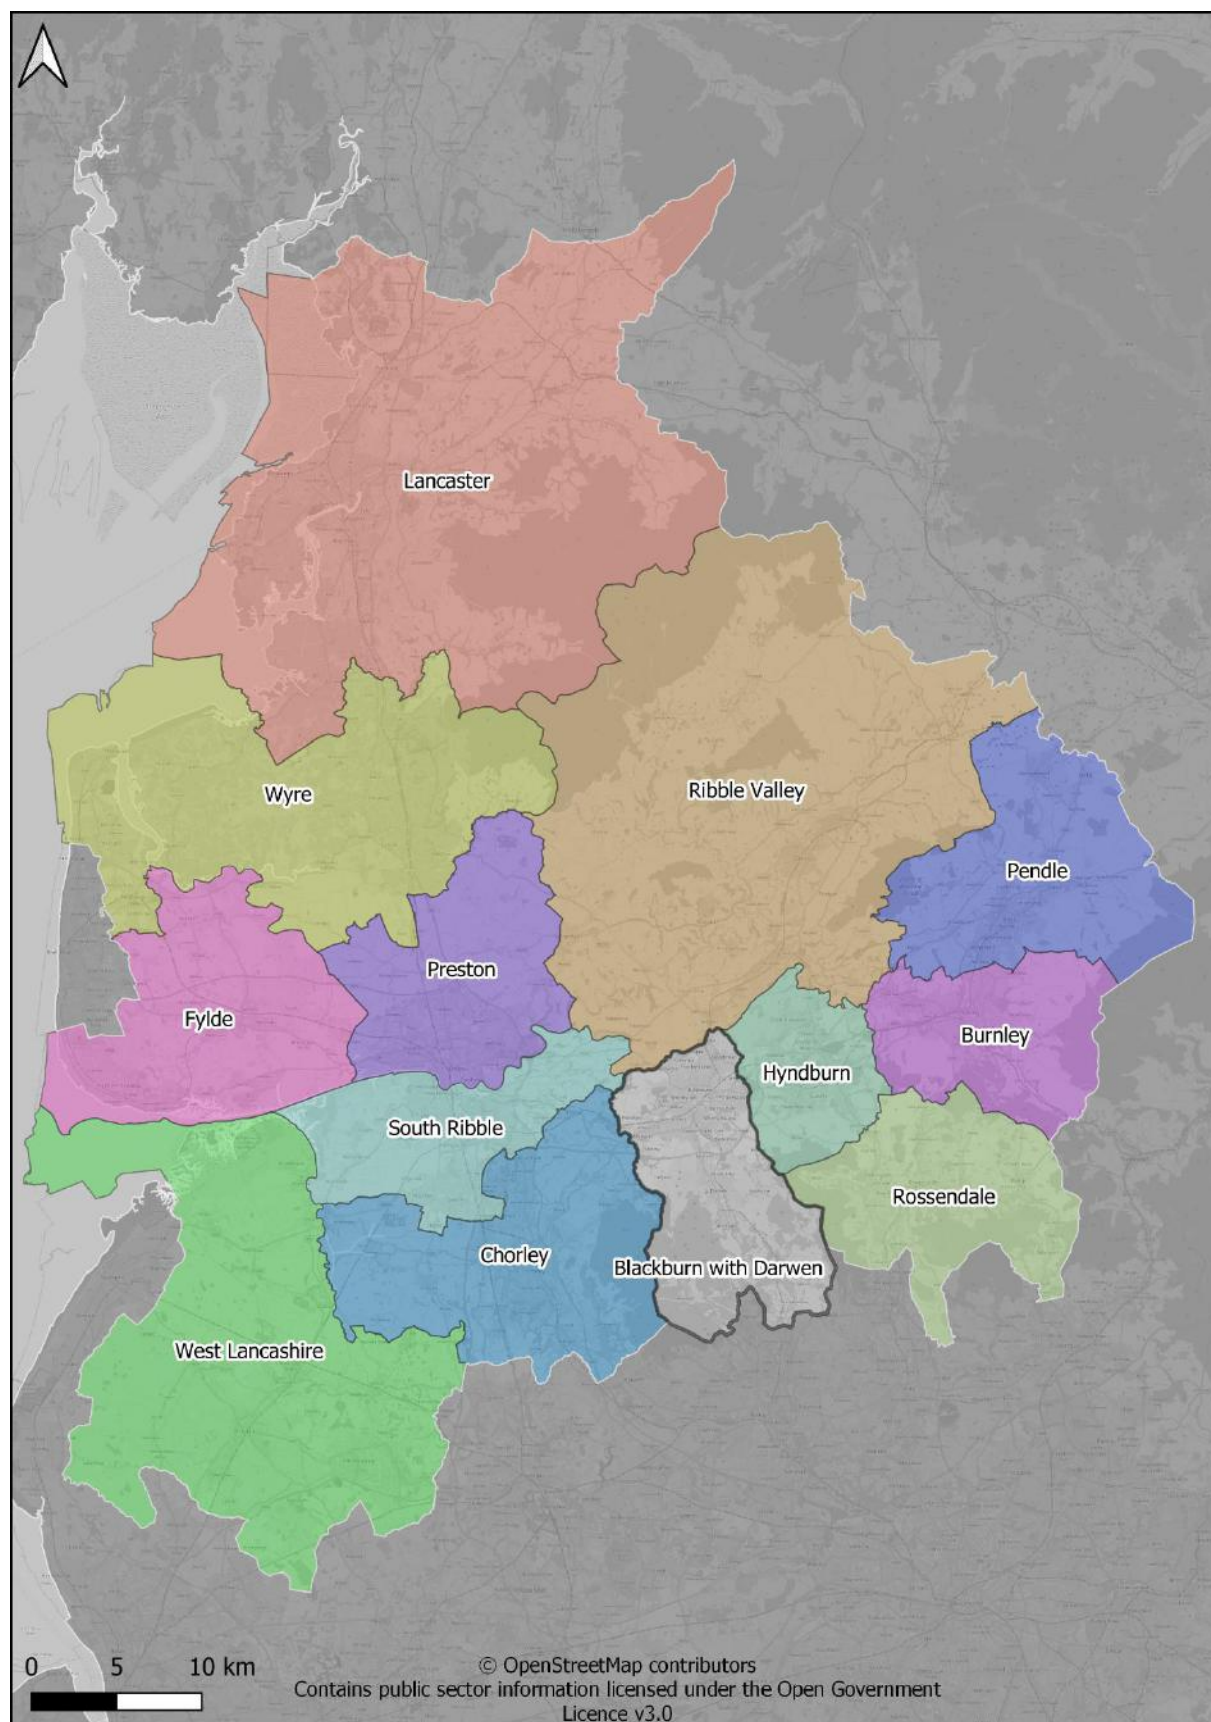 Lancaster
Wyre
Ribble Valley
Pendle
Preston
Fylde
Burnley
Hyndburn
South Ribble
Rossendale
Chorley
Blackburn with Darwen
West Lancashire
0 5 10 km
© OpenStreetMap contributors
Contains public sector information licensed under the Open Government
Licence v3.0